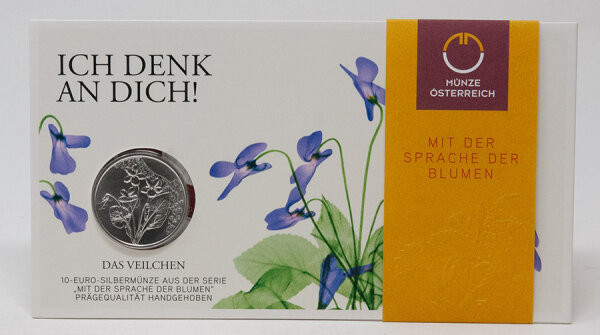 ICH DENK
AN DICH!
DAS VEILCHEN
10-EURO-SILBERMÜNZE AUS DER SERIE
„MIT DER SPRACHE DER BLUMEN"
PRÄGEQUALITÄT HANDGEHOBEN
MÜNZE
ÖSTERREICH
MIT DER
SPRACHE DER
BLUMEN